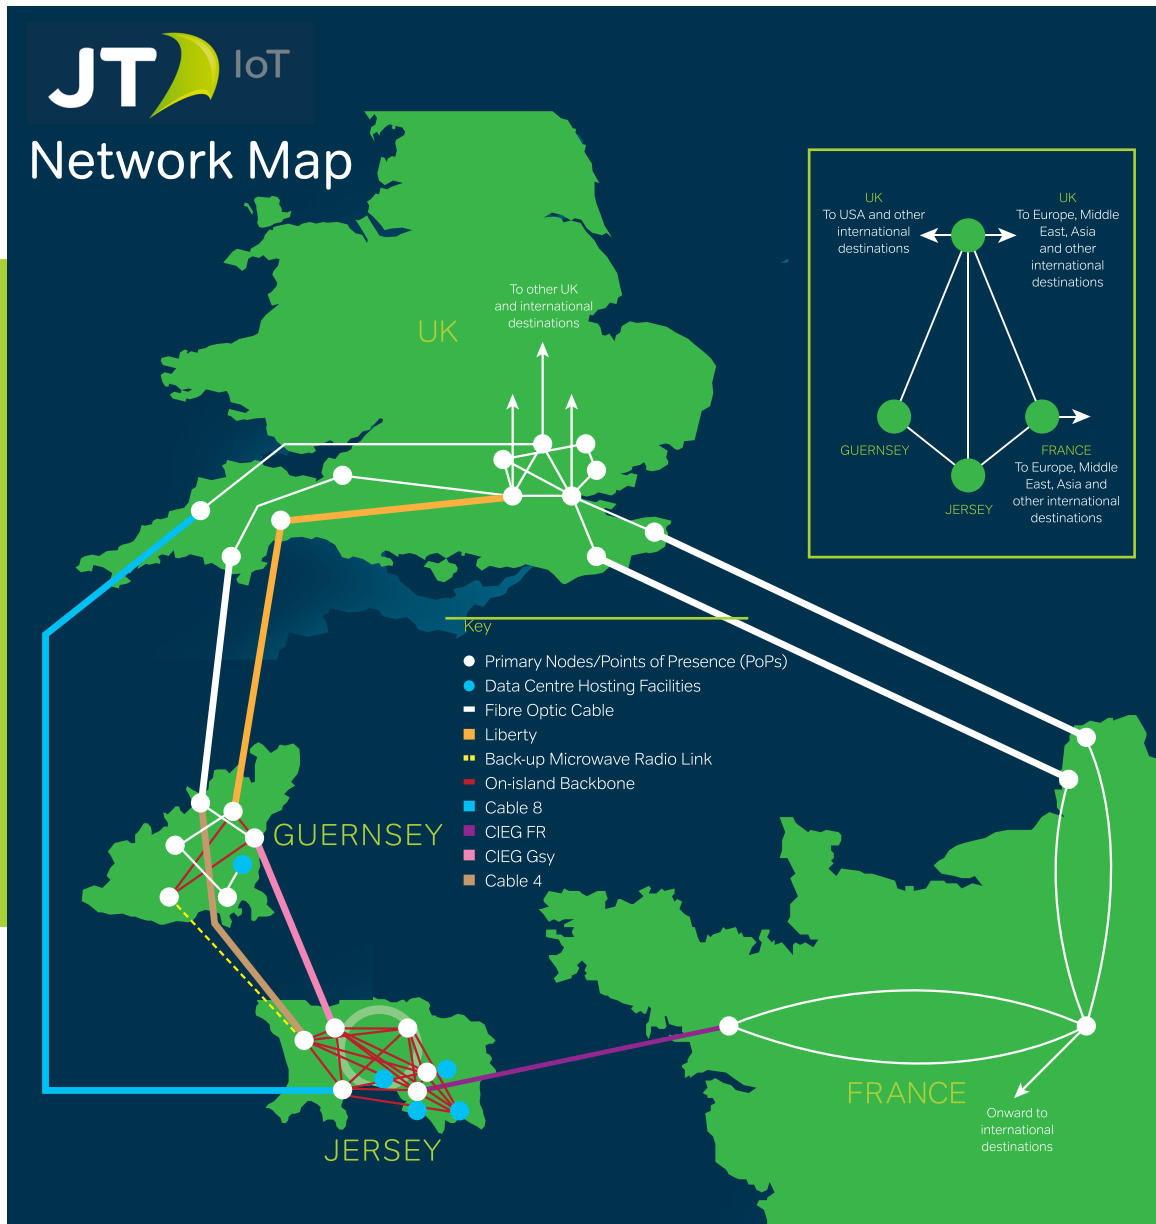 JT IoT
Network Map
UK
To USA and other
international
destinations
UK
To Europe, Middle
East, Asia
and other
international
destinations
GUERNSEY
FRANCE
To Europe, Middle
East, Asia and
other international
destinations
JERSEY
To other UK
and international
destinations
UK
Key
Primary Nodes/Points of Presence (PoPs)
Data Centre Hosting Facilities
Fibre Optic Cable
Liberty
Back-up Microwave Radio Link
On-island Backbone
Cable 8
CIEG FR
CIEG Gsy
Cable 4
GUERNSEY
JERSEY
FRANCE
Onward to
international
destinations